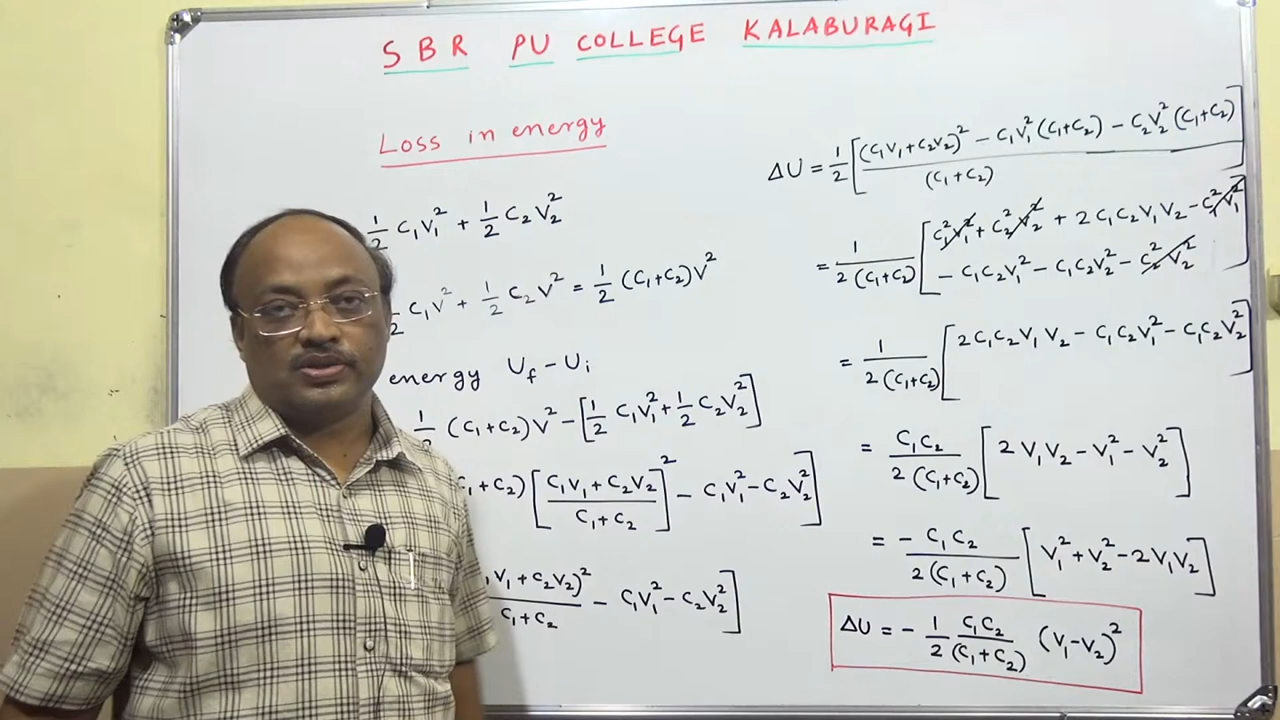 SBR PU COLLEGE KALABURAGI
Loss in energy
1/2 C₁V₁² + 1/2 C₂V₂²
C₁V² + 1/2 C₂V² = 1/2 (C₁+C₂)V²
energy U_f - U_i
1/2 (C₁+C₂)V² - [1/2 C₁V₁² + 1/2 C₂V₂²]
C₁+C₂) [(C₁V₁ + C₂V₂)/(C₁+C₂)]² - C₁V₁² - C₂V₂²]
V₁ + C₂V₂)²/(C₁+C₂) - C₁V₁² - C₂V₂²]
ΔU = 1/2 [((C₁V₁+C₂V₂)² - C₁V₁²(C₁+C₂) - C₂V₂²(C₁+C₂))/(C₁+C₂)]
= 1/(2(C₁+C₂)) [C₁²V₁² + C₂²V₂² + 2C₁C₂V₁V₂ - C₁²V₁²
- C₁C₂V₁² - C₁C₂V₂² - C₂²V₂²]
= 1/(2(C₁+C₂)) [2C₁C₂V₁V₂ - C₁C₂V₁² - C₁C₂V₂²]
= C₁C₂/(2(C₁+C₂)) [2V₁V₂ - V₁² - V₂²]
= -C₁C₂/(2(C₁+C₂)) [V₁² + V₂² - 2V₁V₂]
ΔU = - 1/2 C₁C₂/(C₁+C₂) (V₁-V₂)²